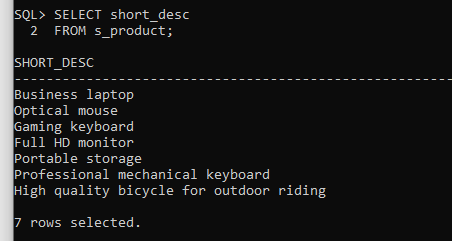 SQL> SELECT short_desc
  2  FROM s_product;
SHORT_DESC
--------------------------------------------------------
Business laptop
Optical mouse
Gaming keyboard
Full HD monitor
Portable storage
Professional mechanical keyboard
High quality bicycle for outdoor riding
7 rows selected.